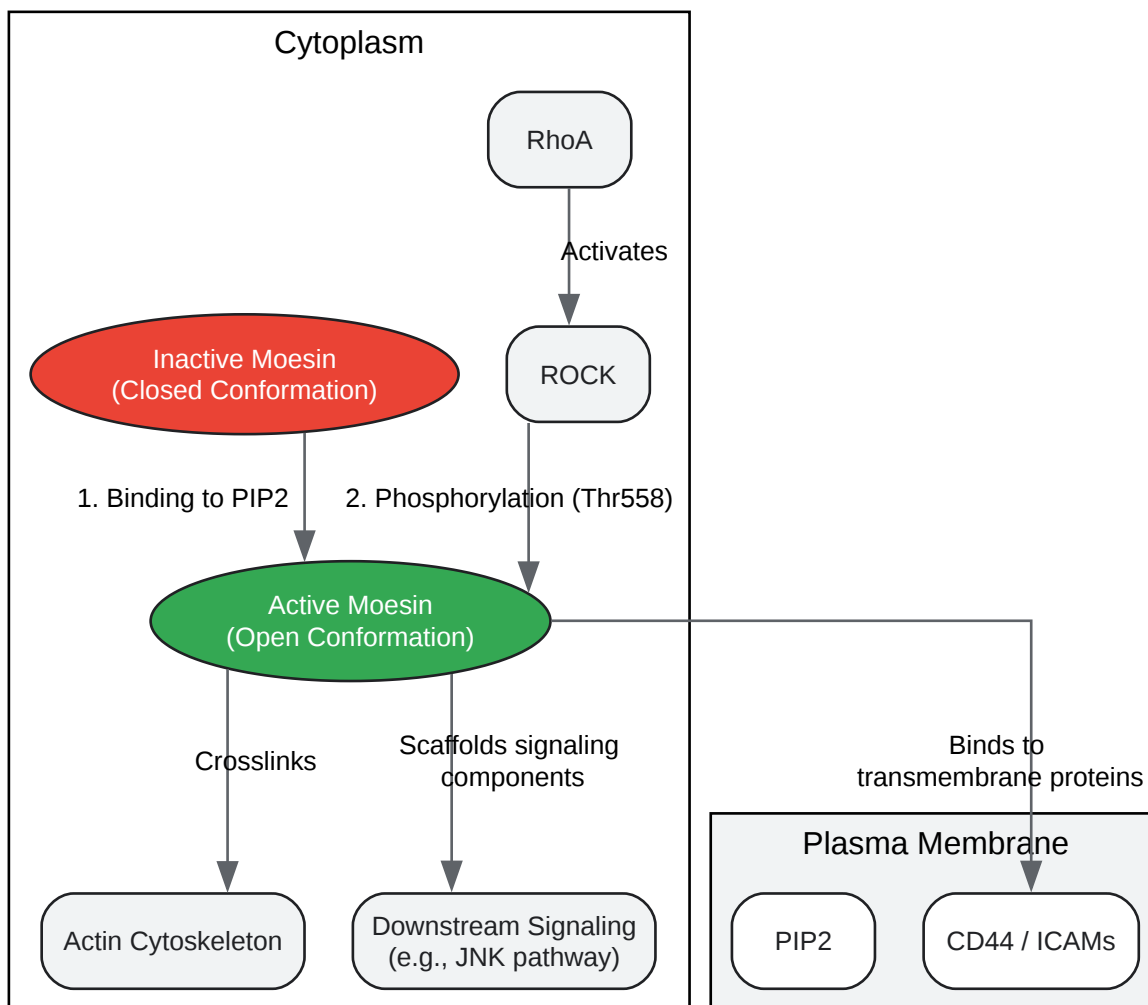 Cytoplasm
RhoA
Activates
Inactive Moesin
(Closed Conformation)
ROCK
1. Binding to PIP2
2. Phosphorylation (Thr558)
Active Moesin
(Open Conformation)
Crosslinks
Scaffolds signaling
components
Binds to
transmembrane proteins
Plasma Membrane
Actin Cytoskeleton
Downstream Signaling
(e.g., JNK pathway)
PIP2
CD44 / ICAMs